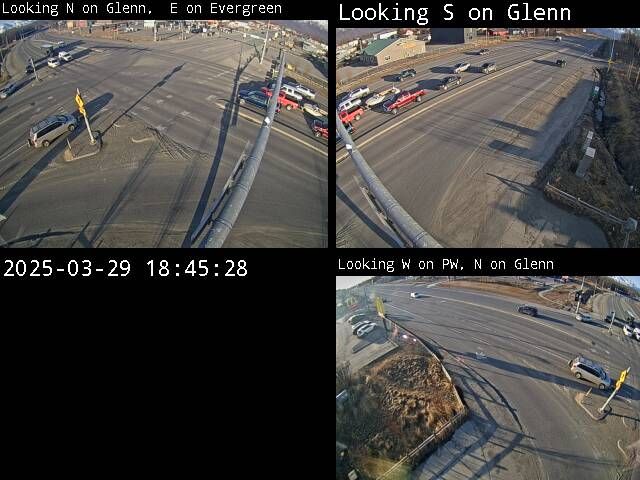 Looking N on Glenn,  E on Evergreen
Looking S on Glenn
2025-03-29 18:45:28
Looking W on PW, N on Glenn